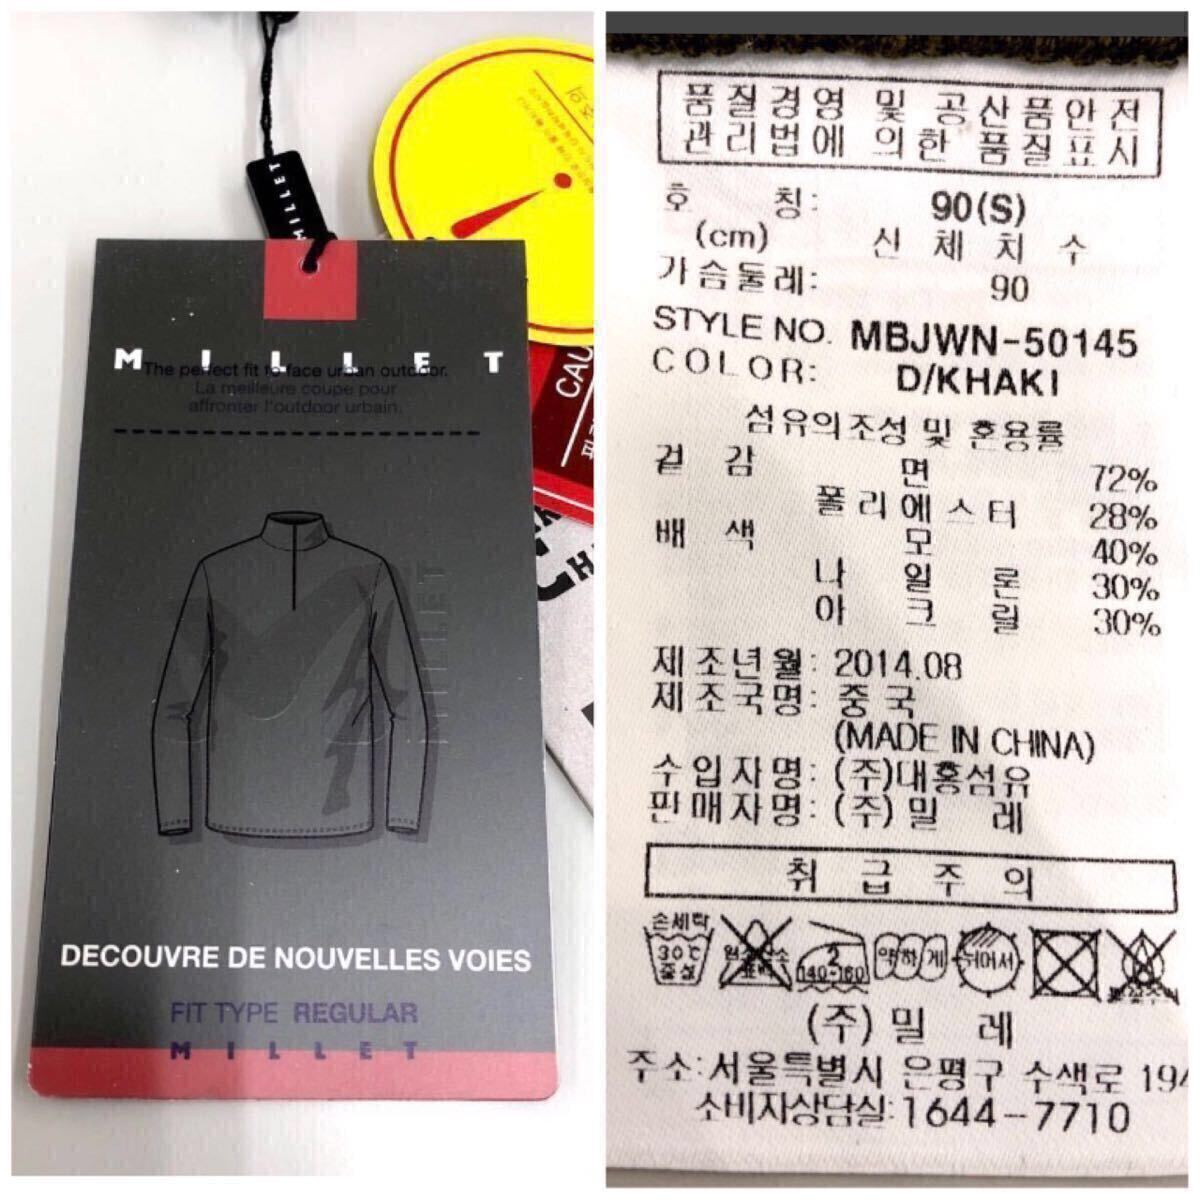 MILLET
MILLET
The perfect fit to face urban outdoor.
La meilleure coupe pour
affronter l'outdoor urbain.
CAU
MILLET
DECOUVRE DE NOUVELLES VOIES
FIT TYPE REGULAR
MILLET
품질경영 및 공산품안전
관리법에 의한 품질표시
호 칭: 90(S)
(cm) 신체치수
가슴둘레: 90
STYLE NO. MBJWN-50145
COLOR: D/KHAKI
섬유의조성 및 혼용률
겉감 면 72%
폴리에스터 28%
배색 모 40%
나일론 30%
아크릴 30%
제조년월: 2014.08
제조국명: 중국
(MADE IN CHINA)
수입자명: (주)대홍섬유
판매자명: (주)밀 레
취급주의
손세탁
30℃
중성
2
140-160
약하게
뉘어서
(주)밀 레
주소:서울특별시 은평구 수색로 194
소비자상담실:1644-7710